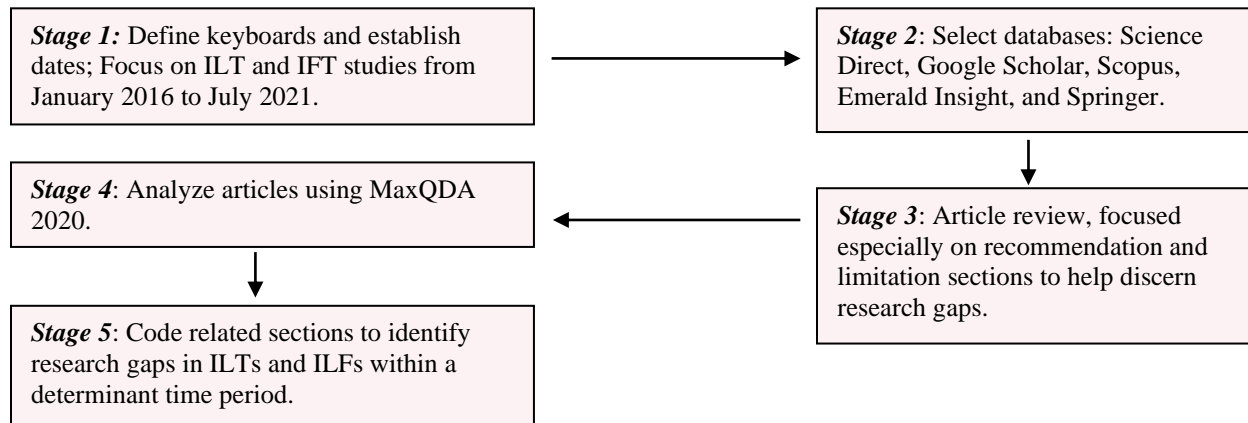 Stage 1: Define keyboards and establish
dates; Focus on ILT and IFT studies from
January 2016 to July 2021.
Stage 2: Select databases: Science
Direct, Google Scholar, Scopus,
Emerald Insight, and Springer.
Stage 3: Article review, focused
especially on recommendation and
limitation sections to help discern
research gaps.
Stage 4: Analyze articles using MaxQDA
2020.
Stage 5: Code related sections to identify
research gaps in ILTs and ILFs within a
determinant time period.